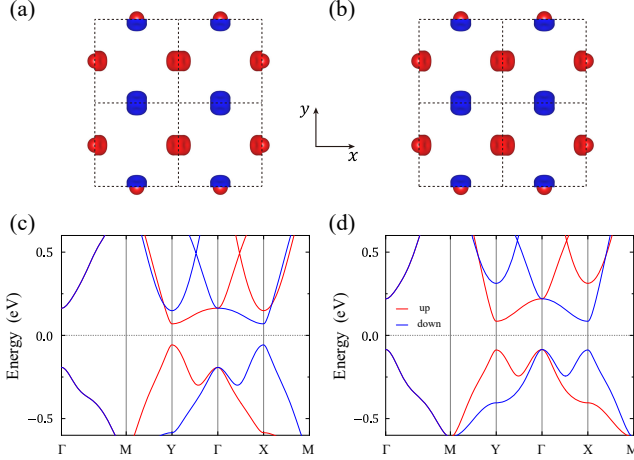 (a)
(b)
y
x
(c)
(d)
0.5
0.0
−0.5
Energy (eV)
Γ M Y Γ X M
0.5
0.0
−0.5
Energy (eV)
up
down
Γ M Y Γ X M